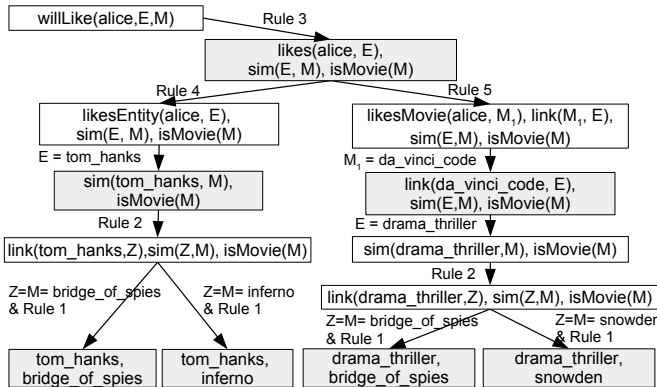 willLike(alice,E,M)
Rule 3
likes(alice, E),
sim(E, M), isMovie(M)
Rule 4
Rule 5
likesEntity(alice, E),
sim(E, M), isMovie(M)
likesMovie(alice, M₁), link(M₁, E),
sim(E,M), isMovie(M)
E = tom_hanks
M₁ = da_vinci_code
sim(tom_hanks, M),
isMovie(M)
link(da_vinci_code, E),
sim(E,M), isMovie(M)
Rule 2
E = drama_thriller
link(tom_hanks,Z),sim(Z,M), isMovie(M)
sim(drama_thriller,M), isMovie(M)
Rule 2
link(drama_thriller,Z), sim(Z,M), isMovie(M)
Z=M= bridge_of_spies
& Rule 1
Z=M= inferno
& Rule 1
Z=M= bridge_of_spies
& Rule 1
Z=M= snowden
& Rule 1
tom_hanks,
bridge_of_spies
tom_hanks,
inferno
drama_thriller,
bridge_of_spies
drama_thriller,
snowden